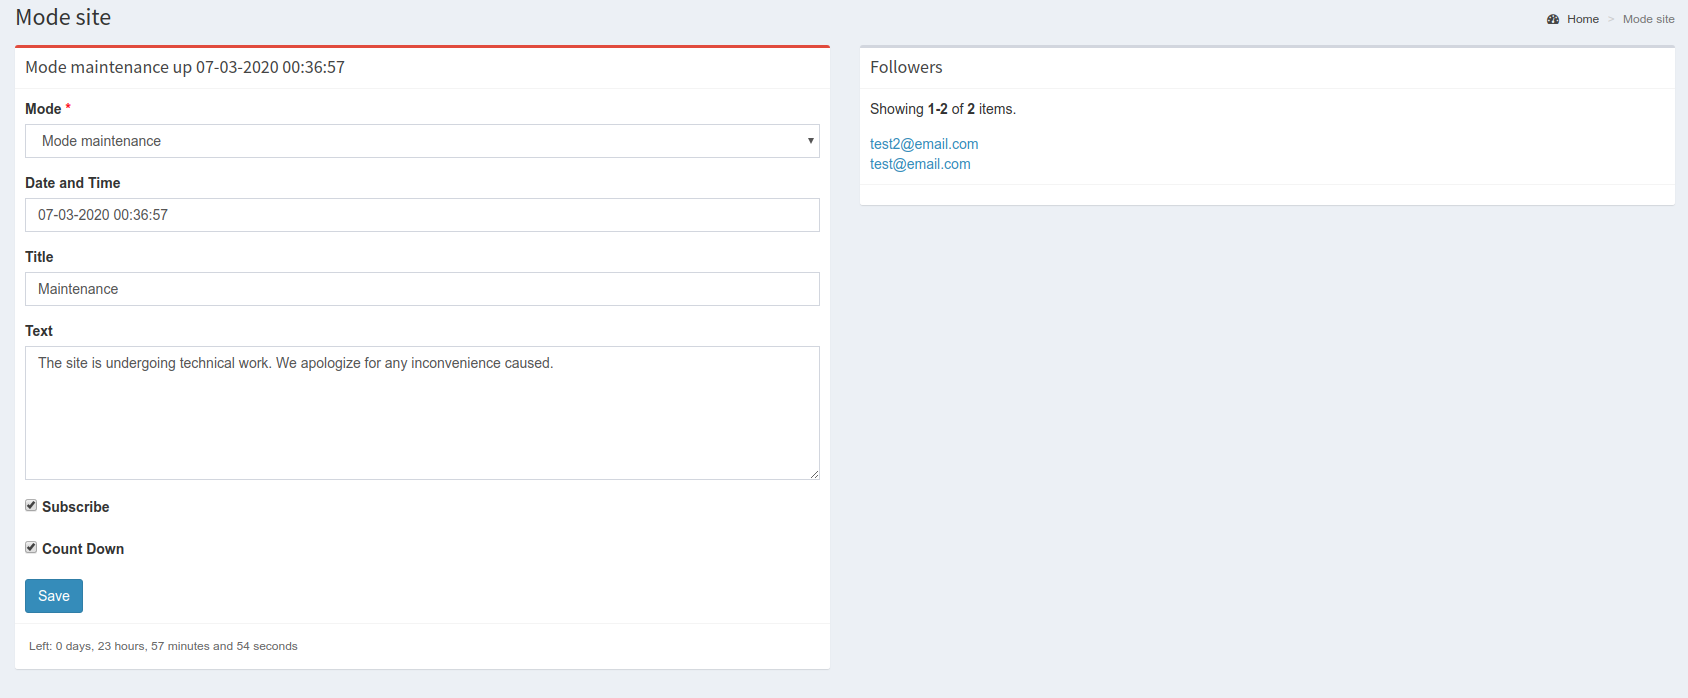 Mode site
Home > Mode site
Mode maintenance up 07-03-2020 00:36:57
Mode *
Mode maintenance
Date and Time
07-03-2020 00:36:57
Title
Maintenance
Text
The site is undergoing technical work. We apologize for any inconvenience caused.
Subscribe
Count Down
Save
Left: 0 days, 23 hours, 57 minutes and 54 seconds
Followers
Showing 1-2 of 2 items.
test2@email.com
test@email.com